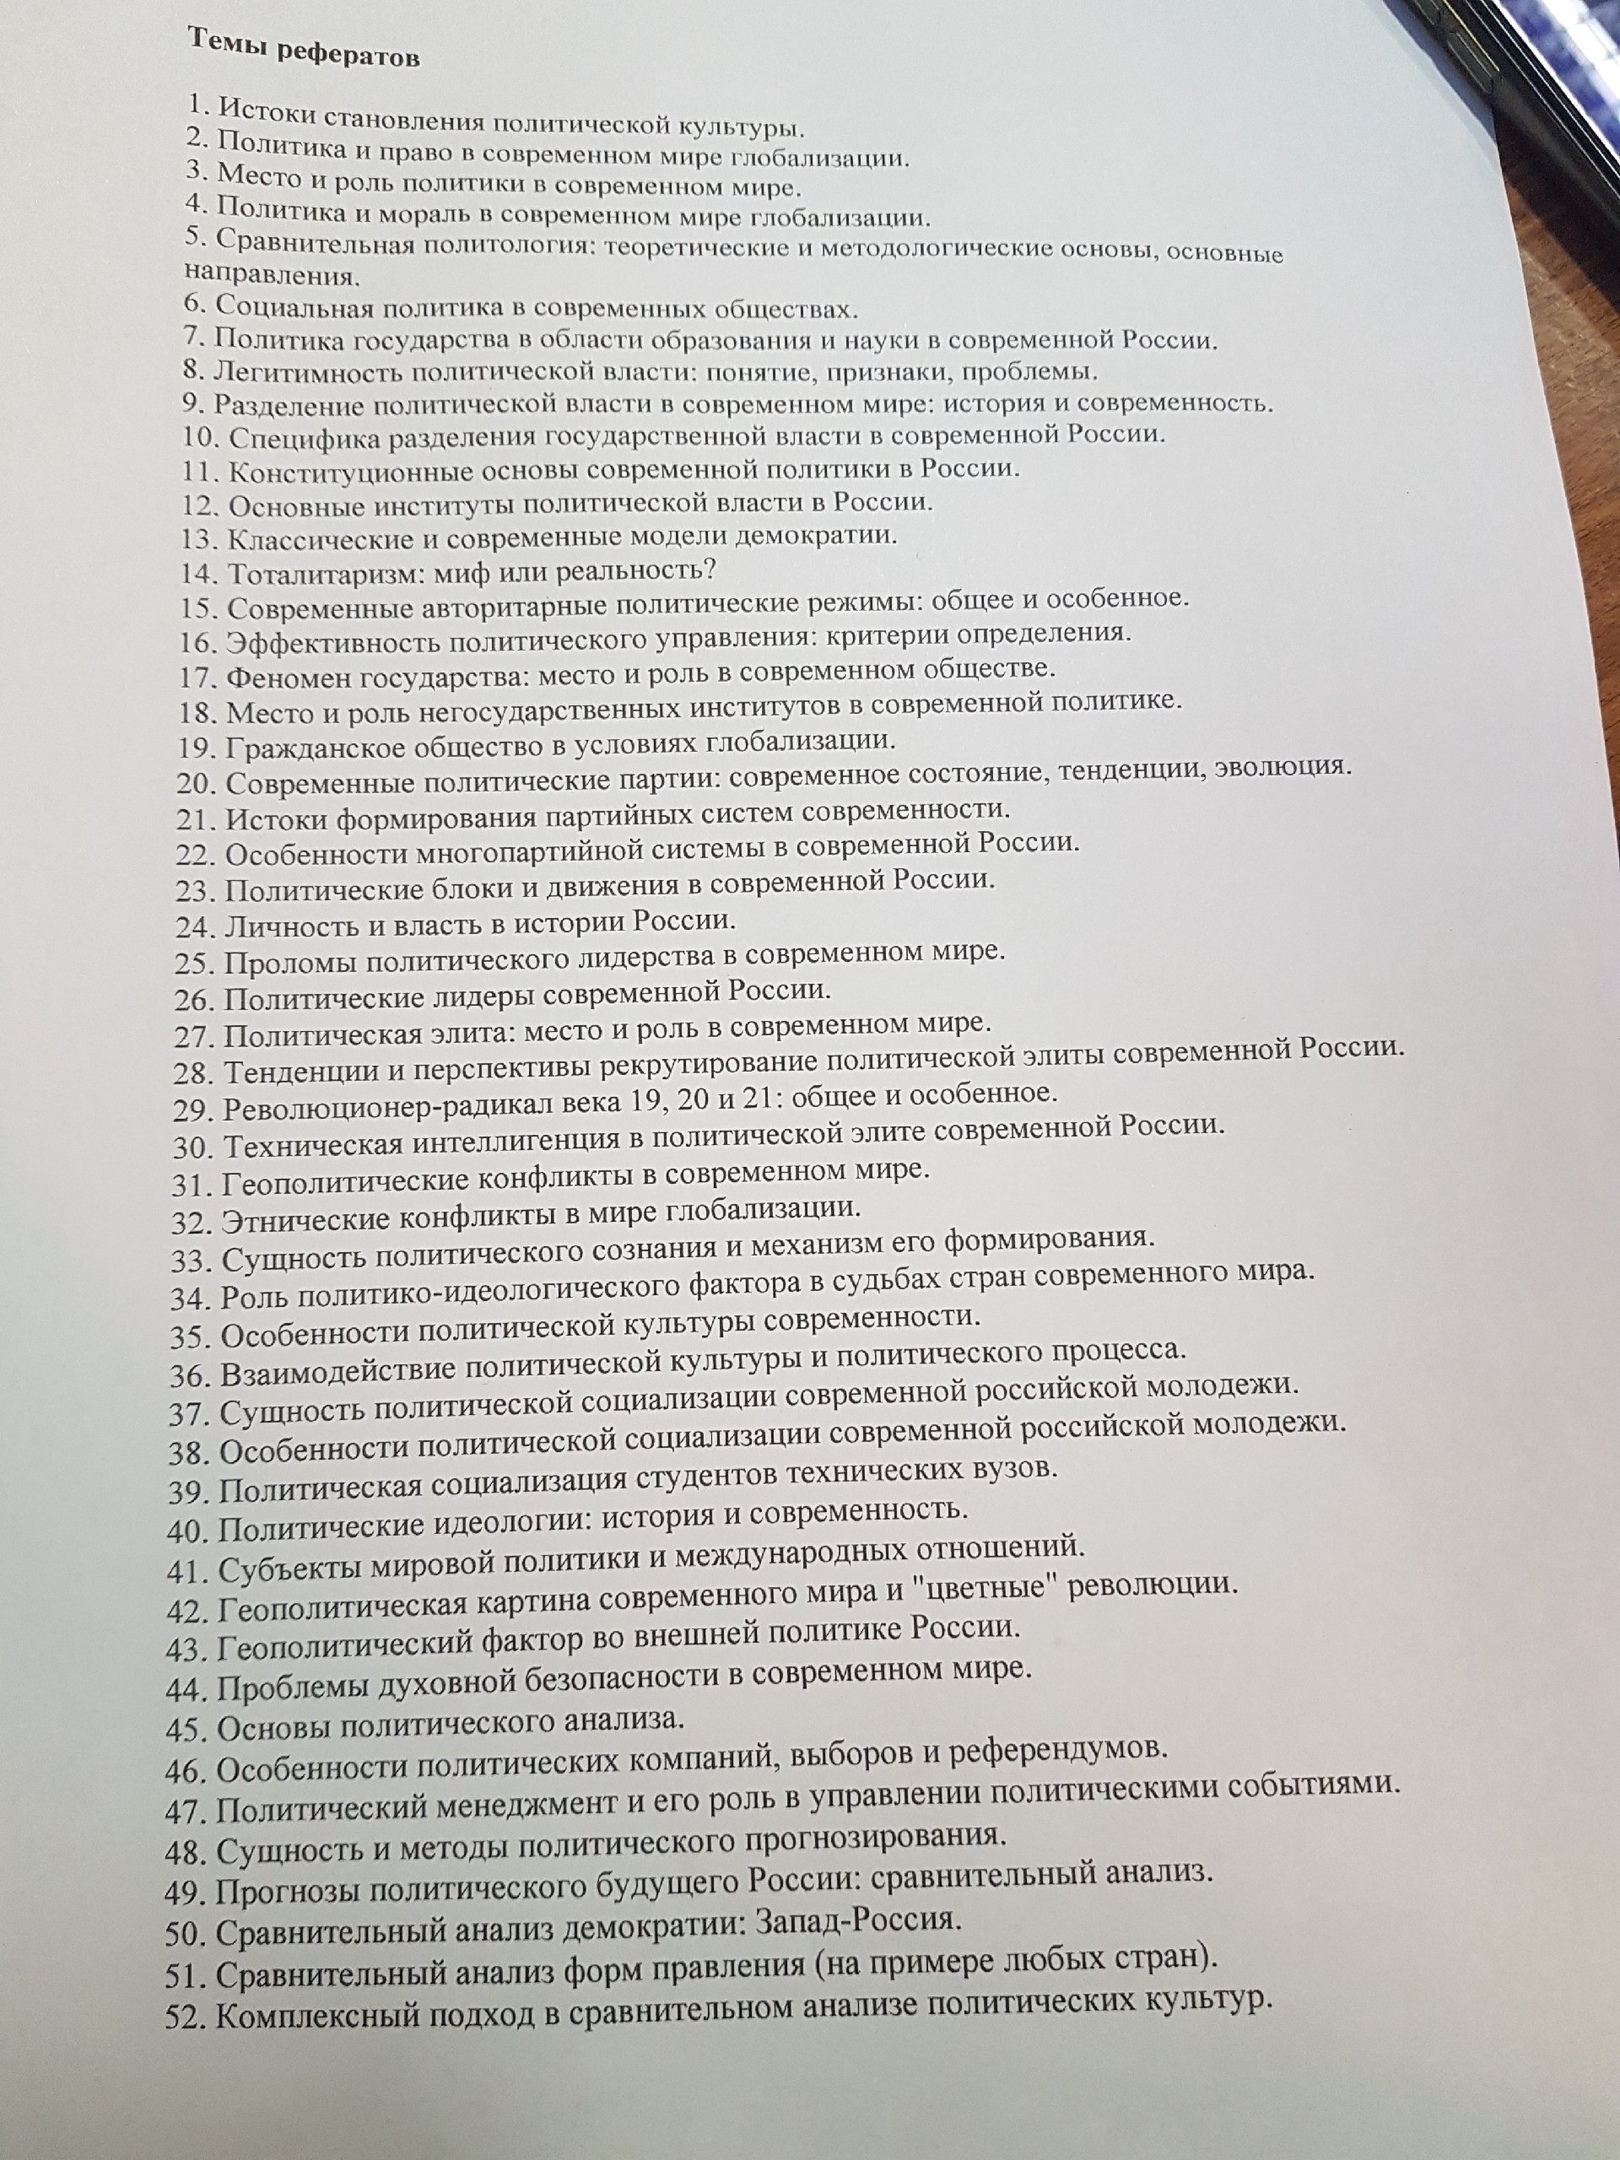 Темы рефератов
1. Истоки становления политической культуры.
2. Политика и право в современном мире глобализации.
3. Место и роль политики в современном мире.
4. Политика и мораль в современном мире глобализации.
5. Сравнительная политология: теоретические и методологические основы, основные
направления.
6. Социальная политика в современных обществах.
7. Политика государства в области образования и науки в современной России.
8. Легитимность политической власти: понятие, признаки, проблемы.
9. Разделение политической власти в современном мире: история и современность.
10. Специфика разделения государственной власти в современной России.
11. Конституционные основы современной политики в России.
12. Основные институты политической власти в России.
13. Классические и современные модели демократии.
14. Тоталитаризм: миф или реальность?
15. Современные авторитарные политические режимы: общее и особенное.
16. Эффективность политического управления: критерии определения.
17. Феномен государства: место и роль в современном обществе.
18. Место и роль негосударственных институтов в современной политике.
19. Гражданское общество в условиях глобализации.
20. Современные политические партии: современное состояние, тенденции, эволюция.
21. Истоки формирования партийных систем современности.
22. Особенности многопартийной системы в современной России.
23. Политические блоки и движения в современной России.
24. Личность и власть в истории России.
25. Проломы политического лидерства в современном мире.
26. Политические лидеры современной России.
27. Политическая элита: место и роль в современном мире.
28. Тенденции и перспективы рекрутирование политической элиты современной России.
29. Революционер-радикал века 19, 20 и 21: общее и особенное.
30. Техническая интеллигенция в политической элите современной России.
31. Геополитические конфликты в современном мире.
32. Этнические конфликты в мире глобализации.
33. Сущность политического сознания и механизм его формирования.
34. Роль политико-идеологического фактора в судьбах стран современного мира.
35. Особенности политической культуры современности.
36. Взаимодействие политической культуры и политического процесса.
37. Сущность политической социализации современной российской молодежи.
38. Особенности политической социализации современной российской молодежи.
39. Политическая социализация студентов технических вузов.
40. Политические идеологии: история и современность.
41. Субъекты мировой политики и международных отношений.
42. Геополитическая картина современного мира и "цветные" революции.
43. Геополитический фактор во внешней политике России.
44. Проблемы духовной безопасности в современном мире.
45. Основы политического анализа.
46. Особенности политических компаний, выборов и референдумов.
47. Политический менеджмент и его роль в управлении политическими событиями.
48. Сущность и методы политического прогнозирования.
49. Прогнозы политического будущего России: сравнительный анализ.
50. Сравнительный анализ демократии: Запад-Россия.
51. Сравнительный анализ форм правления (на примере любых стран).
52. Комплексный подход в сравнительном анализе политических культур.